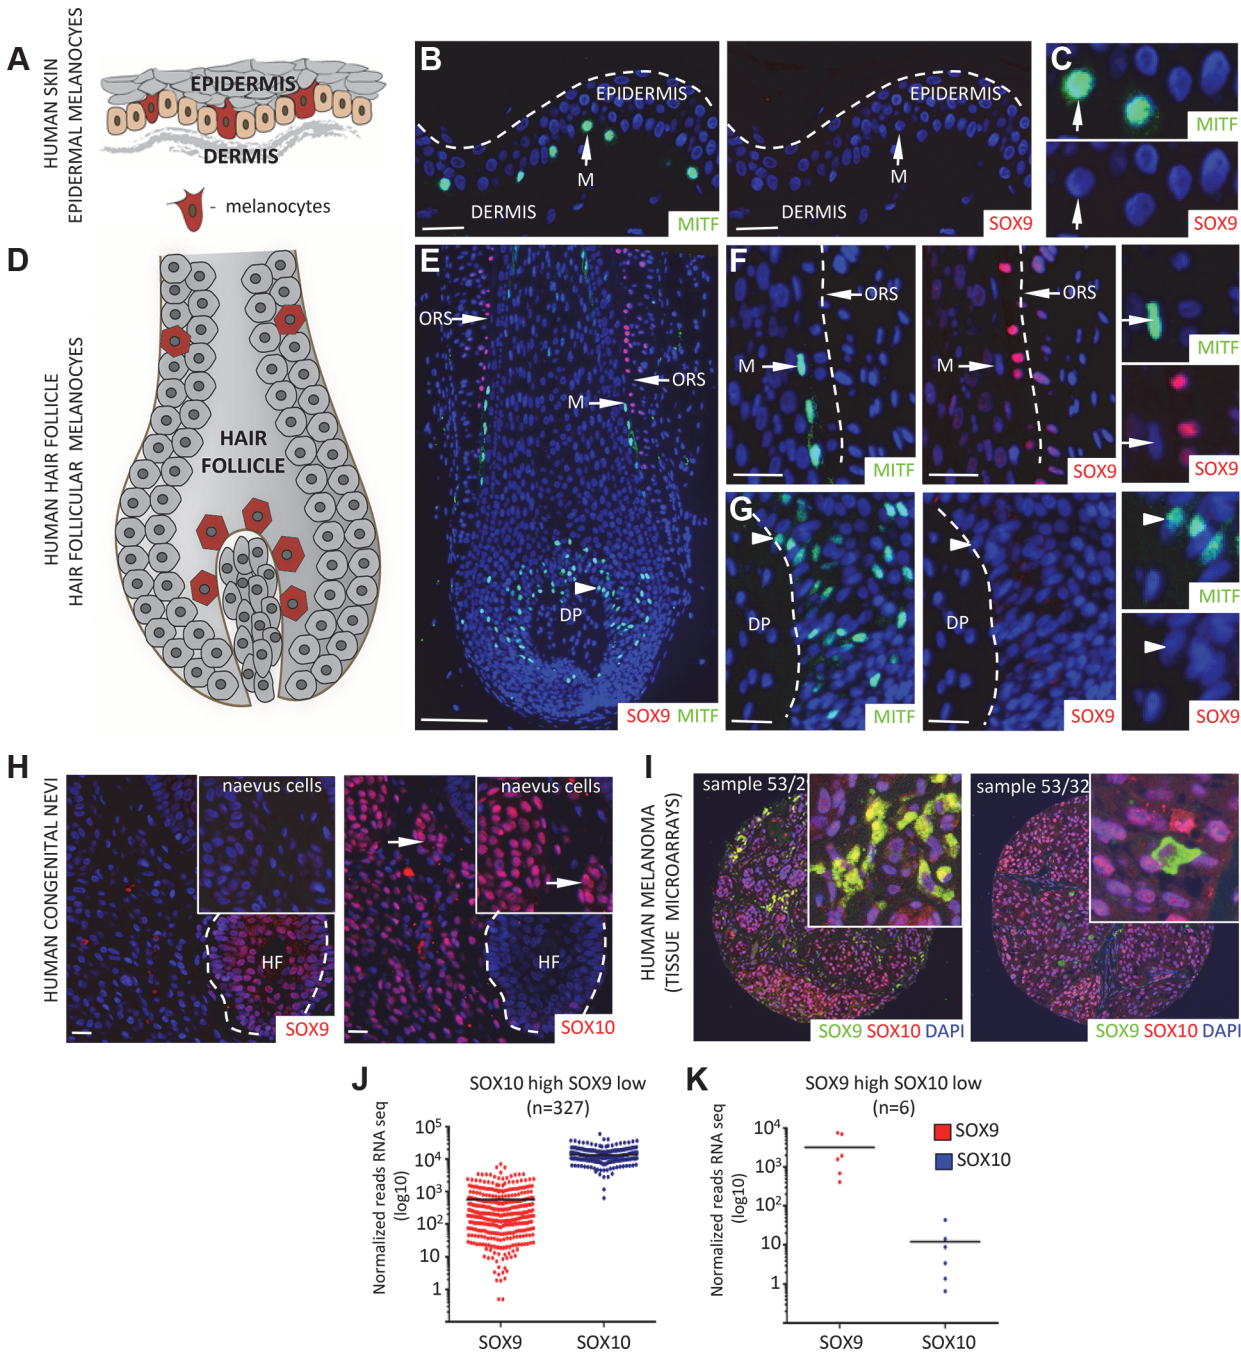 A
HUMAN SKIN
EPIDERMAL MELANOCYES
EPIDERMIS
DERMIS
- melanocytes
B
EPIDERMIS
M
DERMIS
MITF
EPIDERMIS
M
DERMIS
SOX9
C
MITF
SOX9
D
HUMAN HAIR FOLLICLE
HAIR FOLLICULAR MELANOCYES
HAIR
FOLLICLE
E
ORS
ORS
M
DP
SOX9 MITF
F
ORS
M
MITF
ORS
M
SOX9
MITF
SOX9
G
DP
MITF
DP
SOX9
MITF
SOX9
H
HUMAN CONGENITAL NEVI
naevus cells
HF
SOX9
naevus cells
HF
SOX10
I
HUMAN MELANOMA
(TISSUE MICROARRAYS)
sample 53/2
SOX9 SOX10 DAPI
sample 53/32
SOX9 SOX10 DAPI
J
SOX10 high SOX9 low
(n=327)
Normalized reads RNA seq
(log10)
10⁵
10⁴
10³
10²
10
1
SOX9
SOX10
K
SOX9 high SOX10 low
(n=6)
Normalized reads RNA seq
(log10)
10⁴
10³
10²
10
1
SOX9
SOX10
SOX9
SOX10